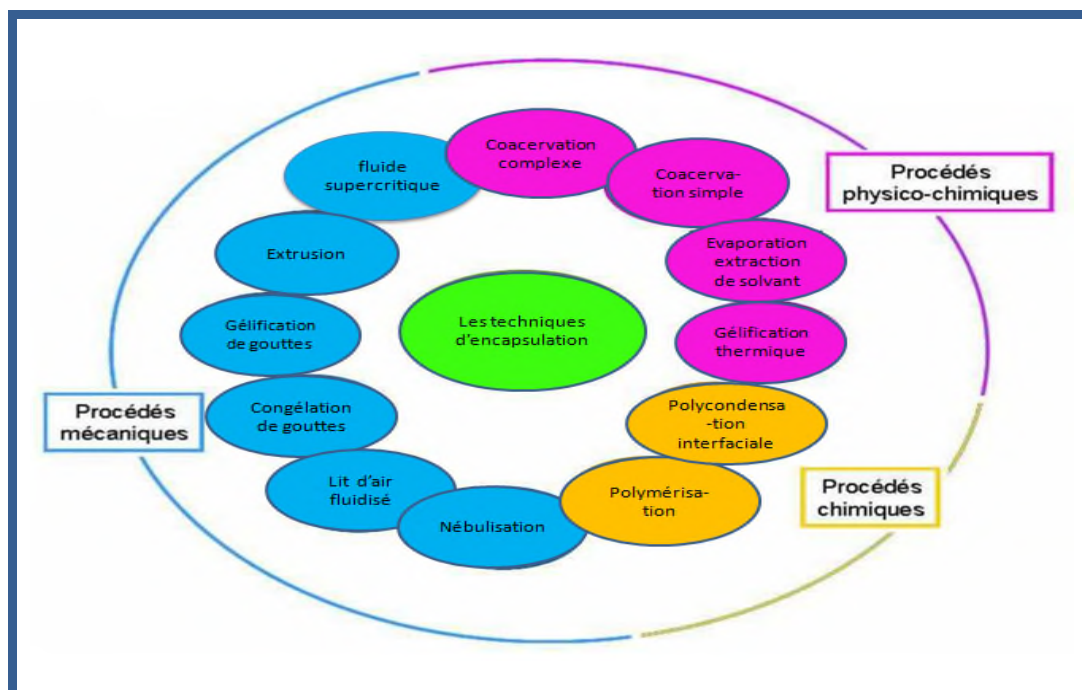 fluide
supercritique
Coacervation
complexe
Coacerva-
tion simple
Procédés
physico-chimiques
Evaporation
extraction
de solvant
Extrusion
Les techniques
d'encapsulation
Gélification
de gouttes
Gélification
thermique
Procédés
mécaniques
Congélation
de gouttes
Polycondensa
-tion
interfaciale
Lit d'air
fluidisé
Nébulisation
Polymérisa-
tion
Procédés
chimiques